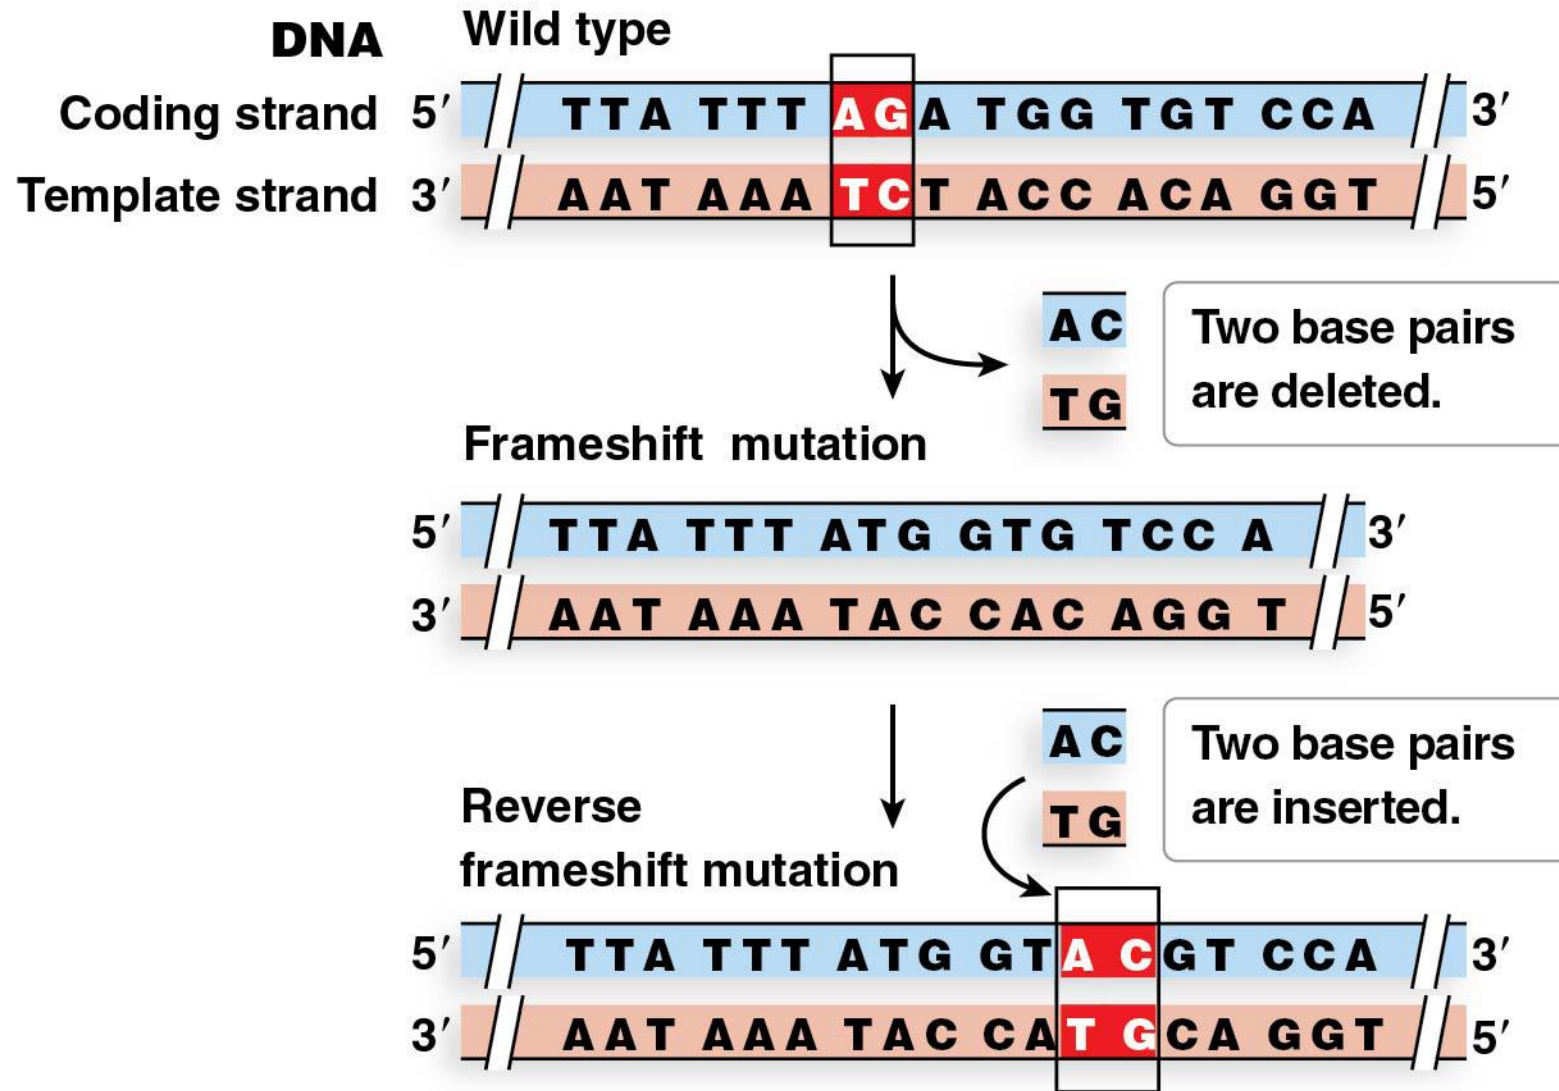 DNA
Wild type
Coding strand 5′ TTA TTT AGA TGG TGT CCA 3′
Template strand 3′ AAT AAA TCT ACC ACA GGT 5′
AC
TG
Two base pairs
are deleted.
Frameshift mutation
5′ TTA TTT ATG GTG TCC A 3′
3′ AAT AAA TAC CAC AGG T 5′
AC
TG
Two base pairs
are inserted.
Reverse
frameshift mutation
5′ TTA TTT ATG GTA CGT CCA 3′
3′ AAT AAA TAC CAT GCA GGT 5′